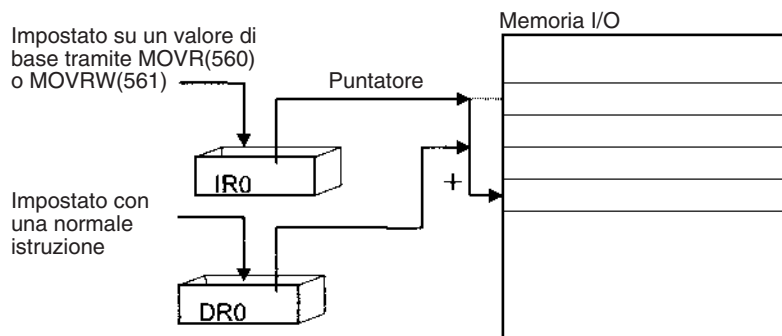 Memoria I/O
Impostato su un valore di
base tramite MOVR(560)
o MOVRW(561)
Puntatore
IR0
+
Impostato con
una normale
istruzione
DR0